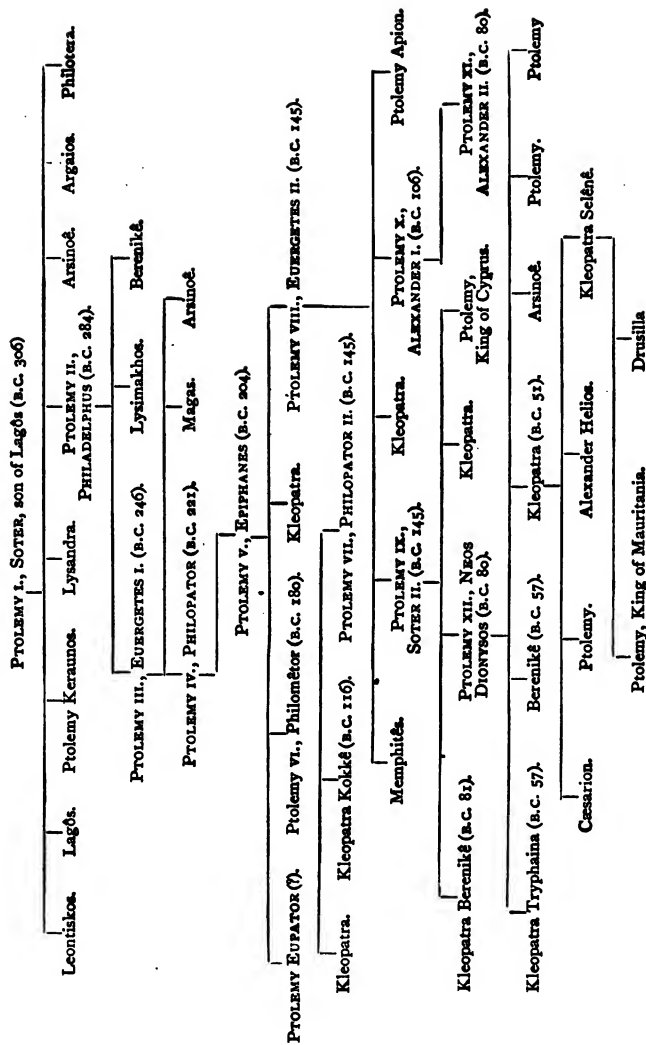 PTOLEMY I., SOTER, son of Lagôs (B.C. 306)
Leontiskos. Lagôs. Ptolemy Keraunos. Lysandra. PTOLEMY II., Arsinoê. Argaios. Philotera.
PHILADELPHUS (B.C. 284).
PTOLEMY III., EUERGETES I. (B.C. 246). Lysimakhos. Berenikê.
PTOLEMY IV., PHILOPATOR (B.C. 221). Magas. Arsinoê.
PTOLEMY V., EPIPHANES (B.C. 204).
PTOLEMY EUPATOR (?). Ptolemy VI., Philomêtor (B.C. 180). Kleopatra. PTOLEMY VIII., EUERGETES II. (B.C. 145).
Kleopatra. Kleopatra Kokkê (B.C. 116). PTOLEMY VII., PHILOPATOR II. (B.C. 145).
Memphitês. PTOLEMY IX., Kleopatra. PTOLEMY X., Ptolemy Apion.
SOTER II. (B.C. 145). ALEXANDER I. (B.C. 106).
Kleopatra Berenikê (B.C. 81). PTOLEMY XII., NEOS Kleopatra. Ptolemy, PTOLEMY XI.,
DIONYSOS (B.C. 80). King of Cyprus. ALEXANDER II. (B.C. 80).
Kleopatra Tryphaina (B.C. 57). Berenikê (B.C. 57). Kleopatra (B.C. 51). Arsinoê. Ptolemy. Ptolemy
Cæsarion. Ptolemy. Alexander Helios. Kleopatra Selênê.
Ptolemy, King of Mauritania. Drusilla